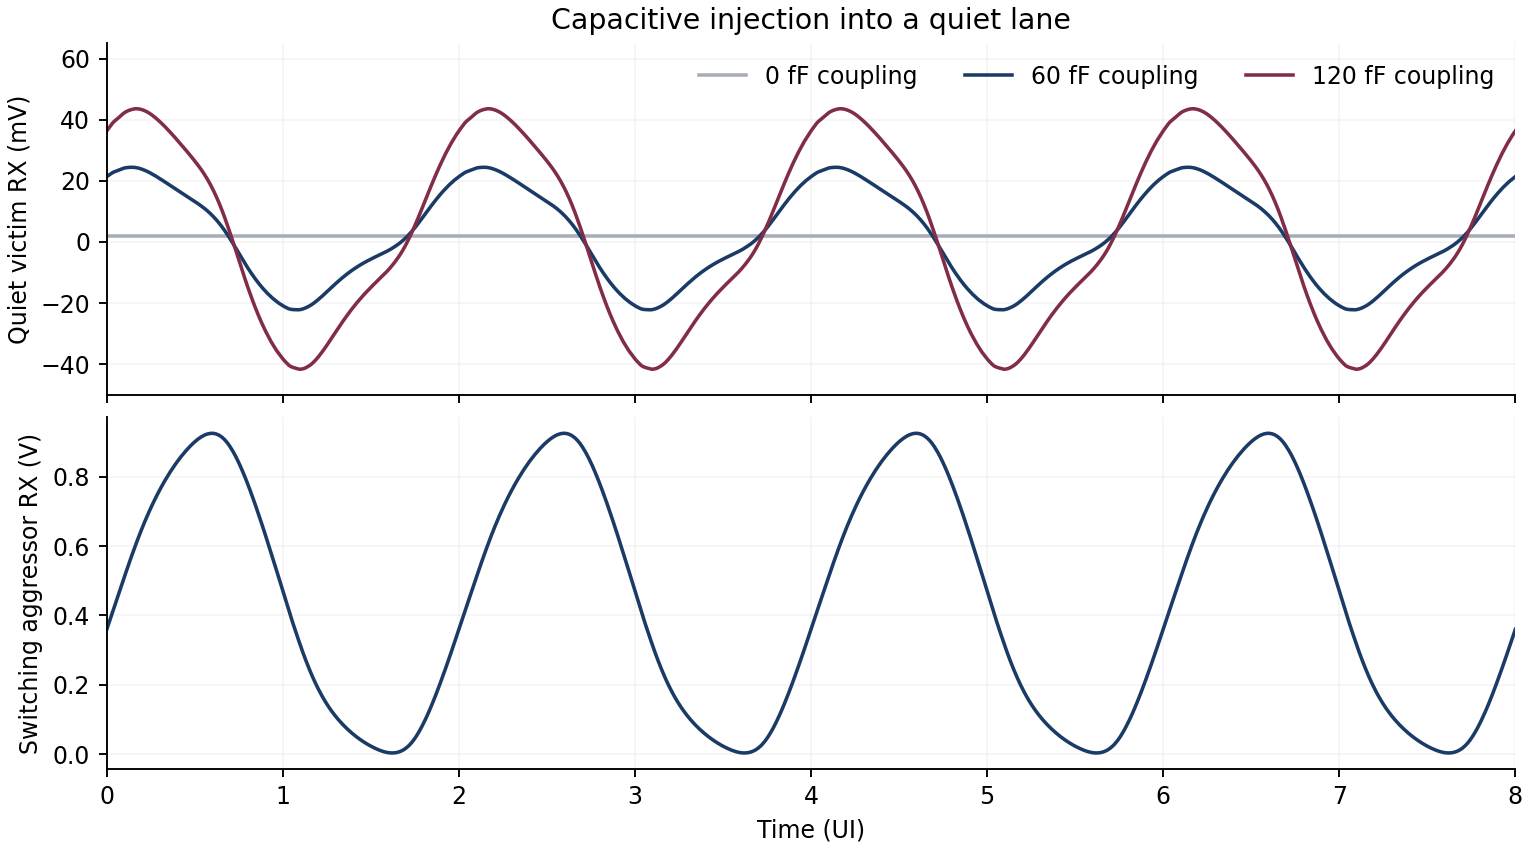 Capacitive injection into a quiet lane
0 fF coupling
60 fF coupling
120 fF coupling
Quiet victim RX (mV)
60
40
20
0
−20
−40
Switching aggressor RX (V)
0.8
0.6
0.4
0.2
0.0
0 1 2 3 4 5 6 7 8
Time (UI)